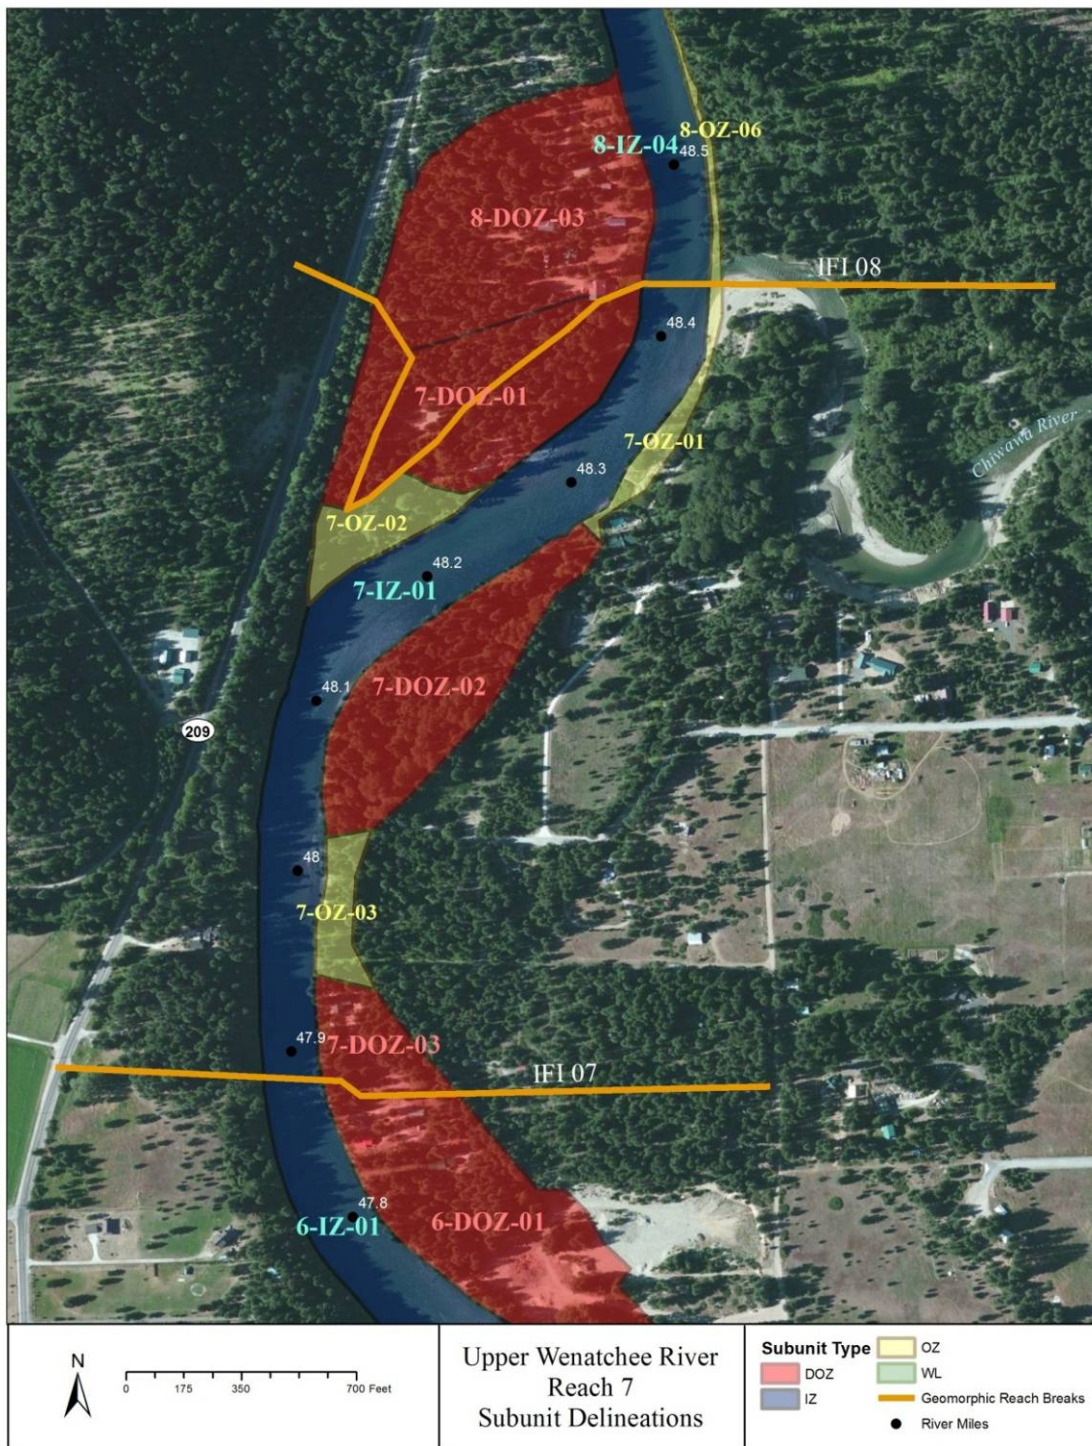 8-OZ-06
8-IZ-04
48.5
8-DOZ-03
IFI 08
48.4
7-DOZ-01
Chiwawa River
7-OZ-01
48.3
7-OZ-02
48.2
7-IZ-01
7-DOZ-02
48.1
209
48
7-OZ-03
7-DOZ-03
47.9
IFI 07
47.8
6-IZ-01
6-DOZ-01
N
0 175 350 700 Feet
Upper Wenatchee River
Reach 7
Subunit Delineations
Subunit Type
DOZ
IZ
OZ
WL
Geomorphic Reach Breaks
River Miles